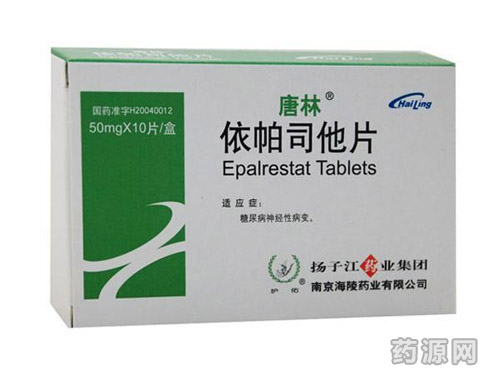 国药准字H20040012
50mgX10片/盒
唐林®
HaiLing
依帕司他片
Epalrestat Tablets
适应症：
糖尿病神经性病变。
护佑®
扬子江药业集团
南京海陵药业有限公司
药源网